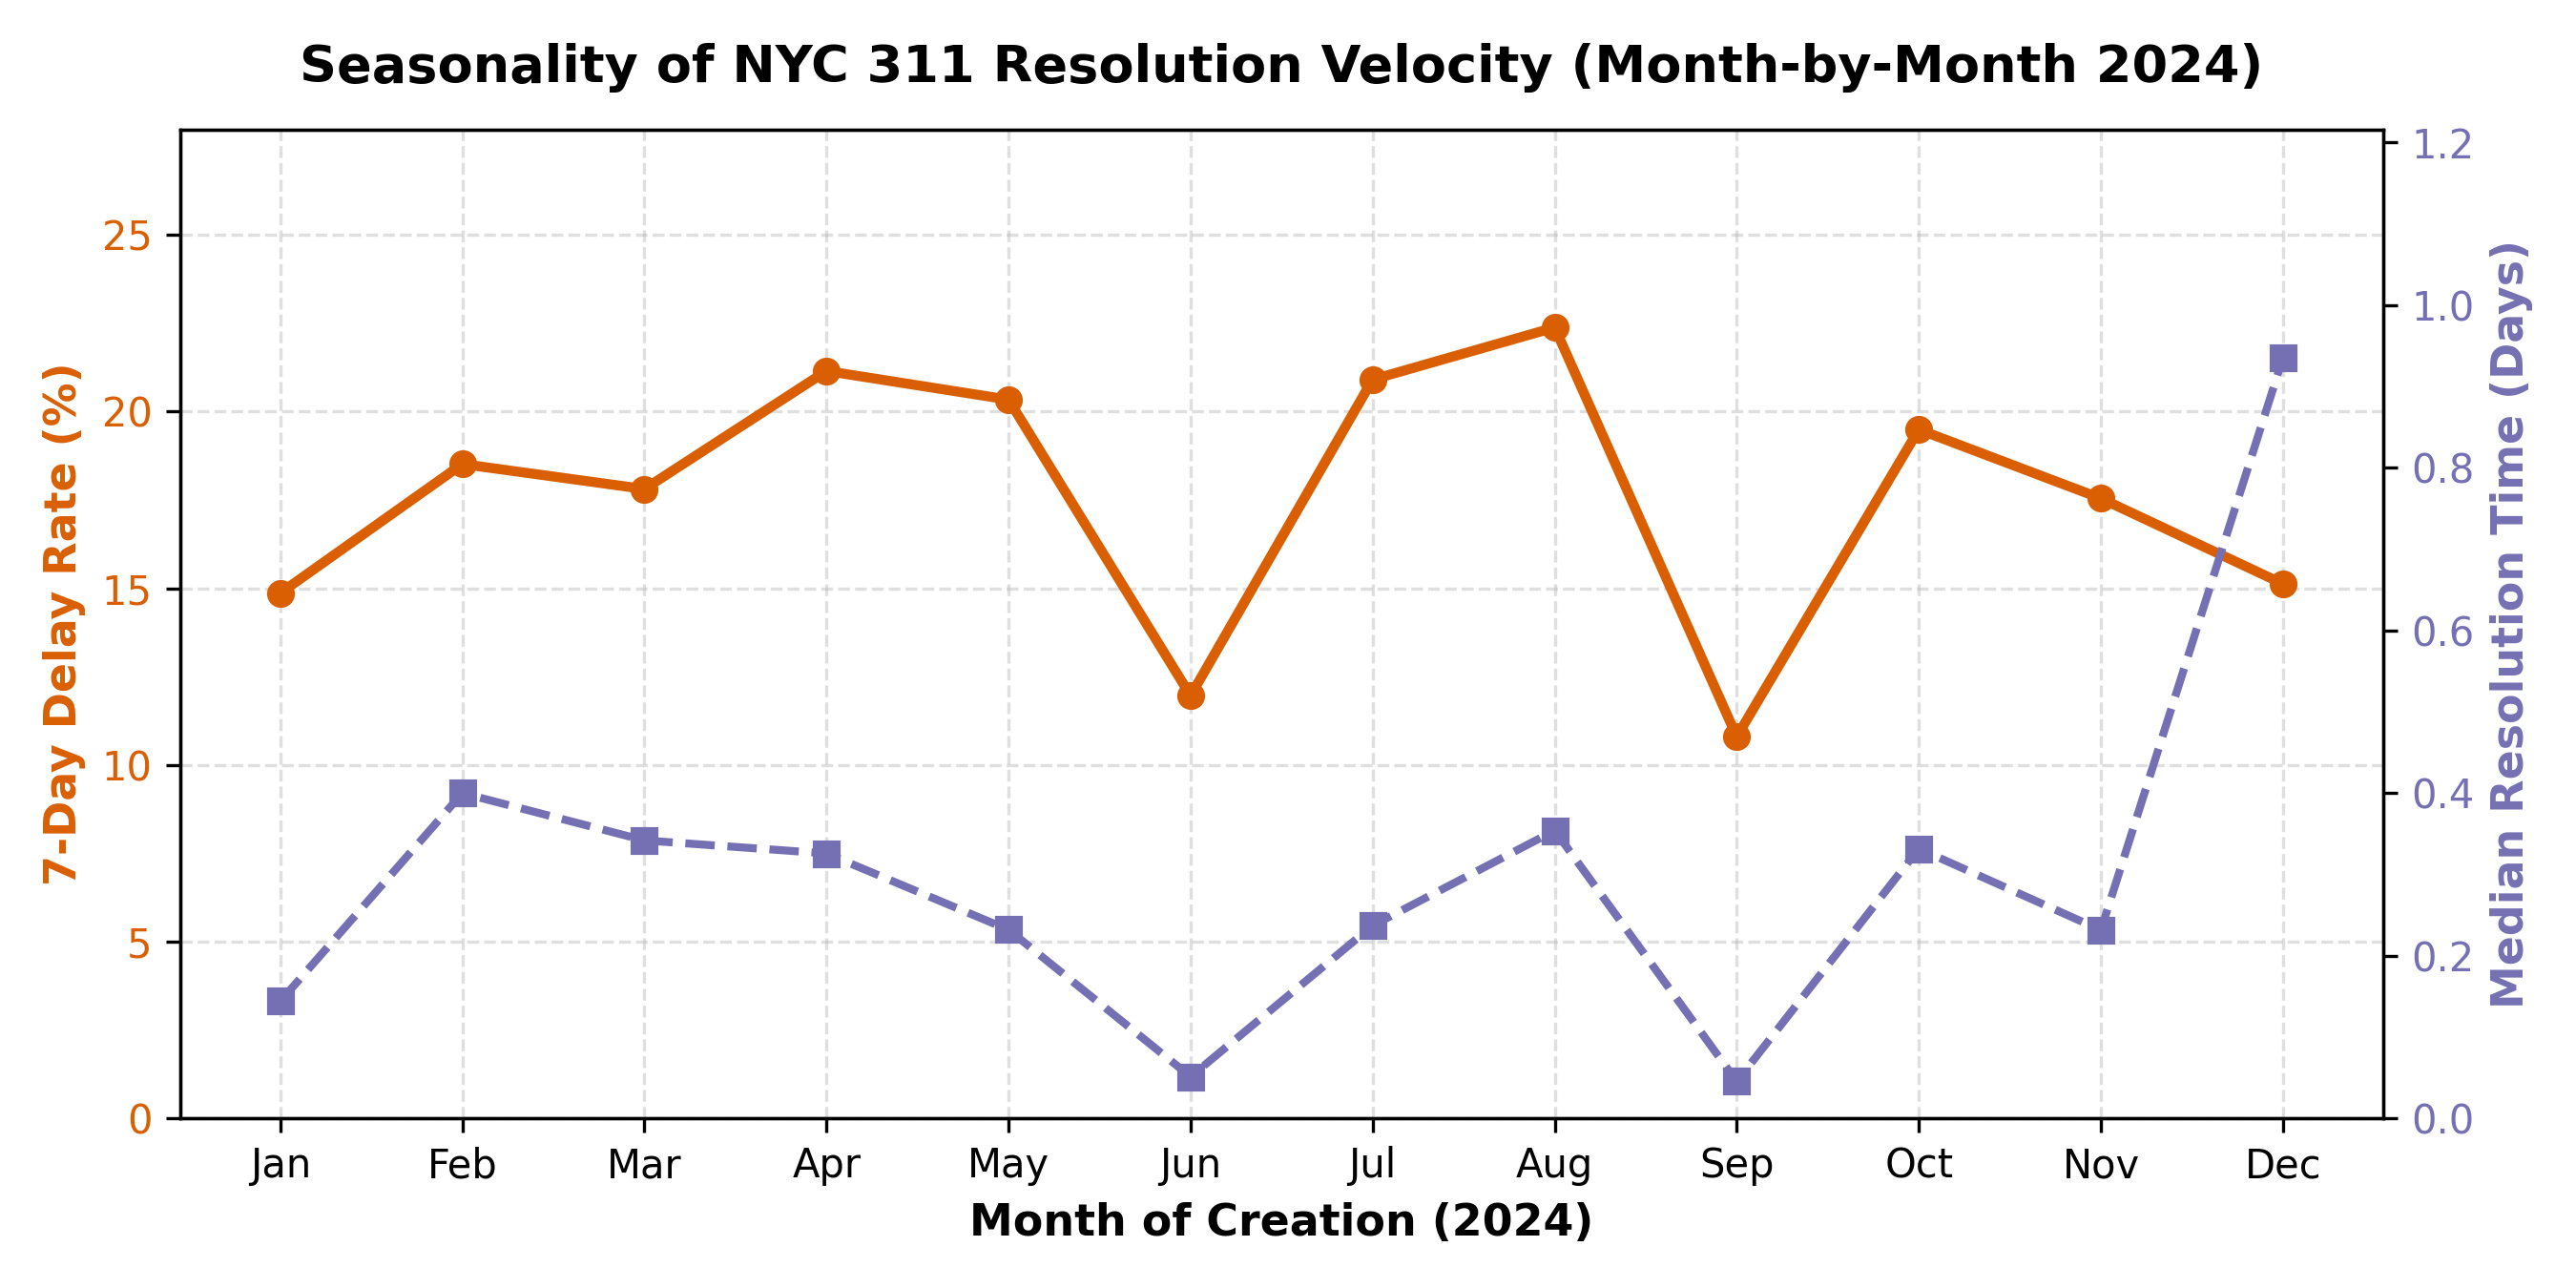 Seasonality of NYC 311 Resolution Velocity (Month-by-Month 2024)
7-Day Delay Rate (%)
25
20
15
10
5
0
1.2
1.0
0.8
0.6
0.4
0.2
0.0
Median Resolution Time (Days)
Jan Feb Mar Apr May Jun Jul Aug Sep Oct Nov Dec
Month of Creation (2024)